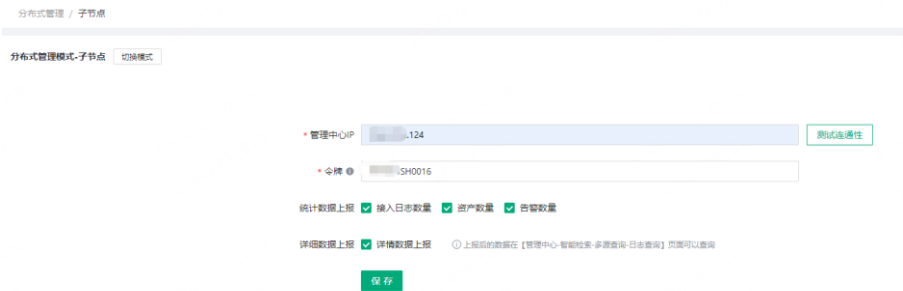 分布式管理 / 子节点
分布式管理模式-子节点 切换模式
* 管理中心IP .124 测试连通性
* 令牌 SH0016
统计数据上报 接入日志数量 资产数量 告警数量
详细数据上报 详情数据上报 上报后的数据在【管理中心-智能检索-多源查询-日志查询】页面可以查询
保存